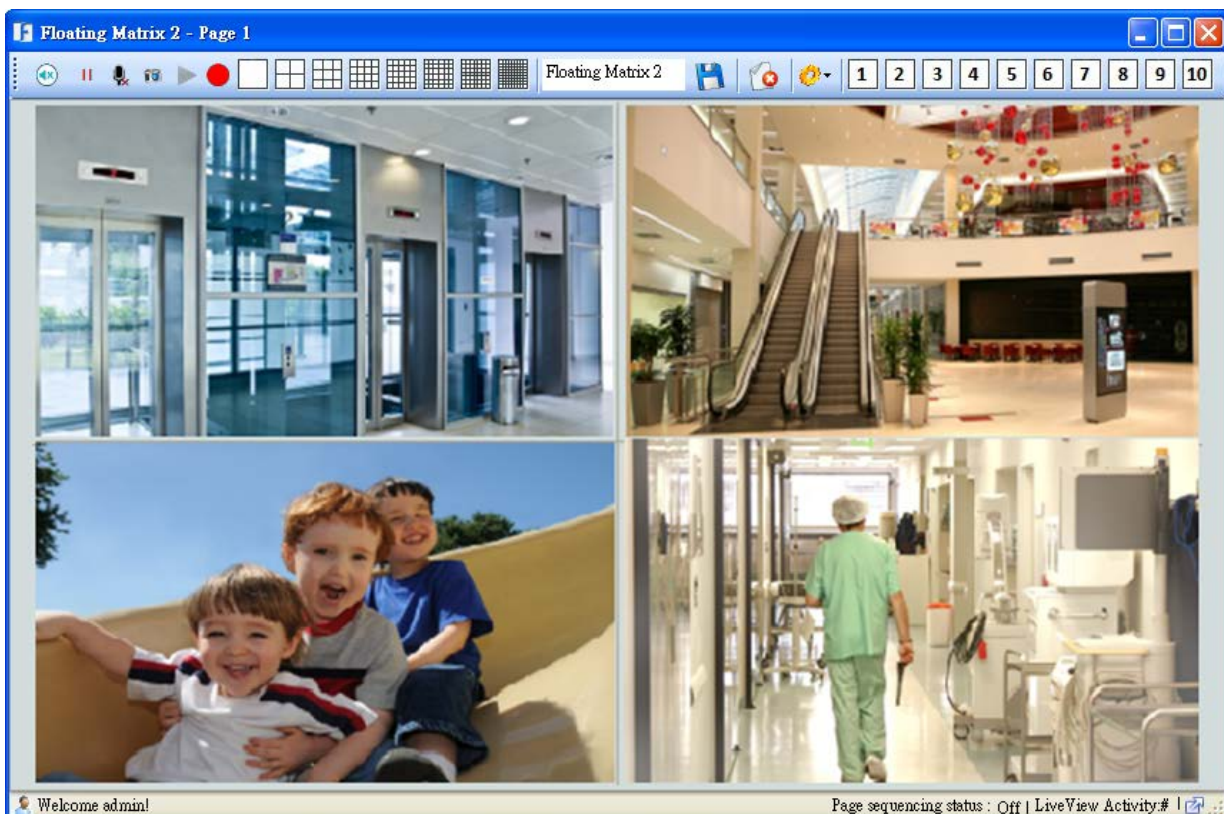 Floating Matrix 2 - Page 1
Floating Matrix 2
1 2 3 4 5 6 7 8 9 10
Welcome admin!
Page sequencing status : Off | LiveView Activity:# |